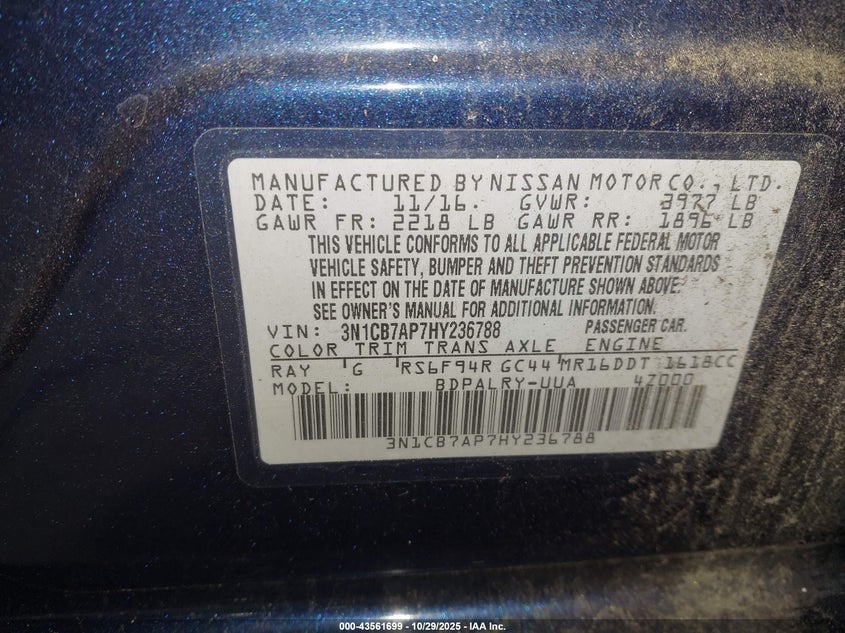 MANUFACTURED BY NISSAN MOTOR CO., LTD.
DATE: 11/16. GVWR: 3977 LB
GAWR FR: 2218 LB GAWR RR: 1896 LB
THIS VEHICLE CONFORMS TO ALL APPLICABLE FEDERAL MOTOR
VEHICLE SAFETY, BUMPER AND THEFT PREVENTION STANDARDS
IN EFFECT ON THE DATE OF MANUFACTURE SHOWN ABOVE.
SEE OWNER'S MANUAL FOR ADDITIONAL INFORMATION.
VIN: 3N1CB7AP7HY236788 PASSENGER CAR.
COLOR TRIM TRANS AXLE ENGINE
RAY G RS6F94R GC44 MR16DDT 1618CC
MODEL: BDPALRY-UUA 4Z000
3N1CB7AP7HY236788
000-43561699 - 10/29/2025 - IAA Inc.